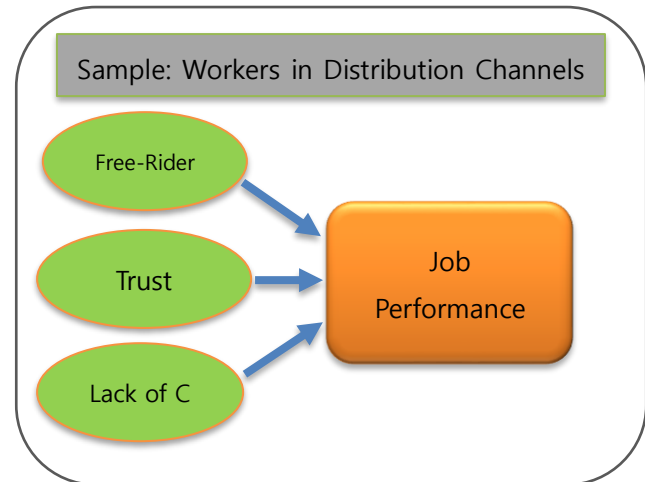 Sample: Workers in Distribution Channels
Free-Rider
Trust
Lack of C
Job
Performance